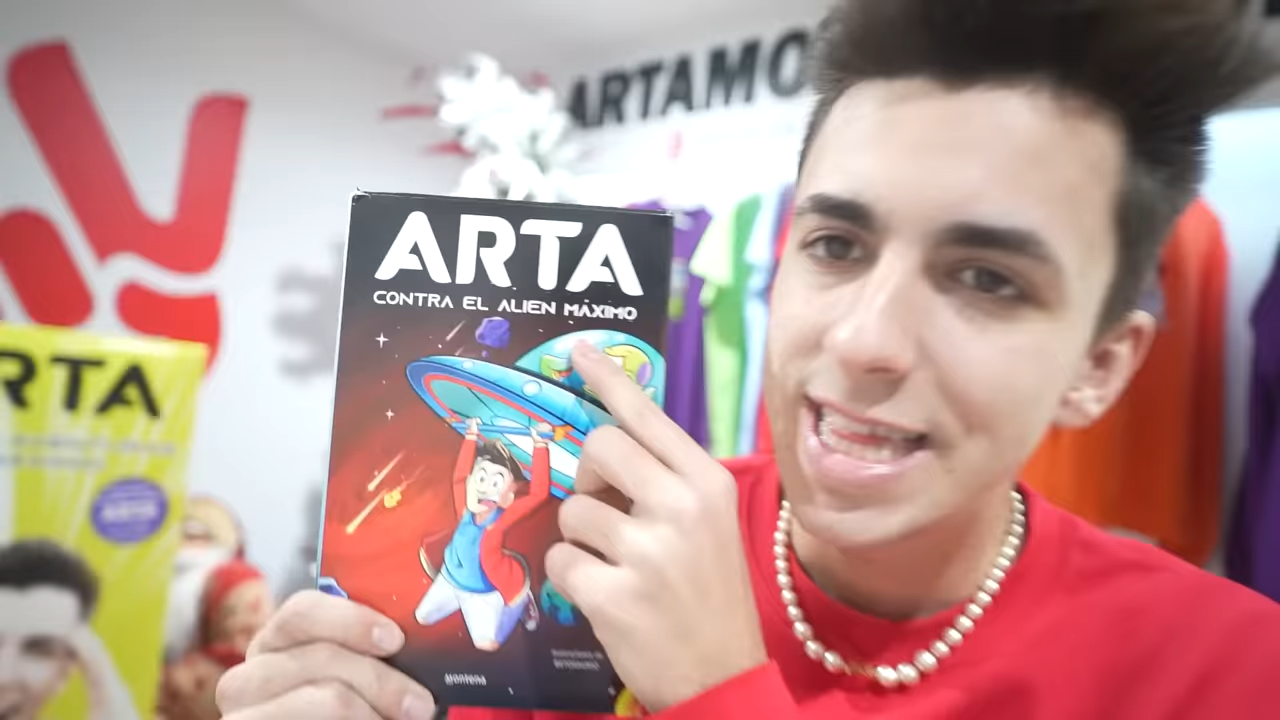 ARTAMO
ARTA
CONTRA EL ALIEN MÁXIMO
RTA
montena